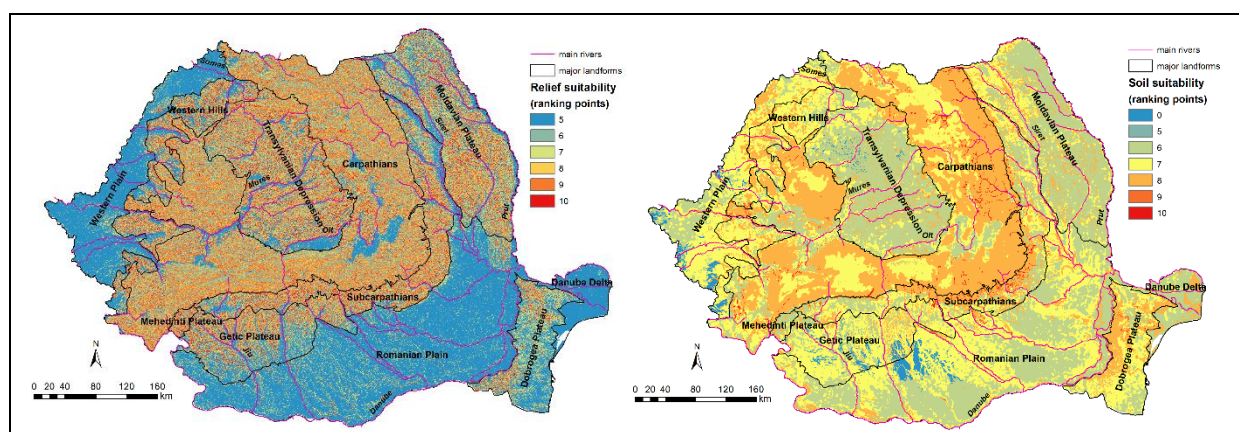 main rivers
major landforms
Relief suitability
(ranking points)
5
6
7
8
9
10
Somes
Western Hills
Western Plain
Transylvanian Depression
Mures
Olt
Carpathians
Siret
Moldavian Plateau
Prut
Subcarpathians
Mehedinti Plateau
Getic Plateau
Jiu
Romanian Plain
Danube
Danube Delta
Dobrogea Plateau
N
0 20 40 80 120 160
km
main rivers
major landforms
Soil suitability
(ranking points)
0
5
6
7
8
9
10
Somes
Western Hills
Western Plain
Transylvanian Depression
Mures
Olt
Carpathians
Siret
Moldavian Plateau
Prut
Subcarpathians
Mehedinti Plateau
Getic Plateau
Jiu
Romanian Plain
Danube
Danube Delta
Dobrogea Plateau
N
0 20 40 80 120 160
km